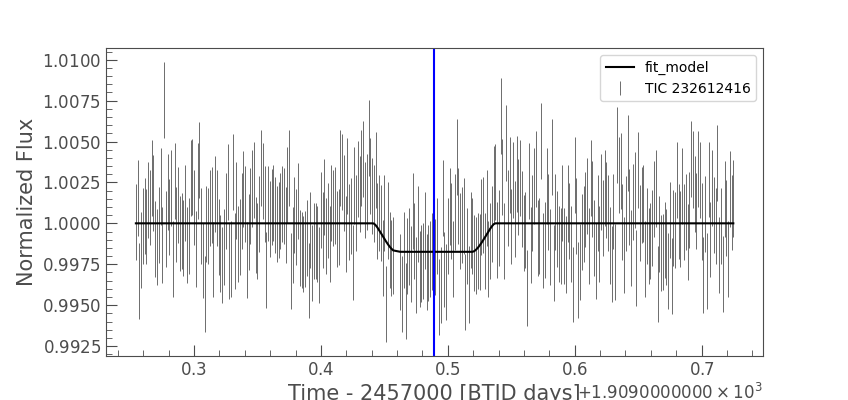 Normalized Flux
1.0100
1.0075
1.0050
1.0025
1.0000
0.9975
0.9950
0.9925
fit_model
TIC 232612416
0.3 0.4 0.5 0.6 0.7
Time - 2457000 [BTJD days]
+1.9090000000 × 10³